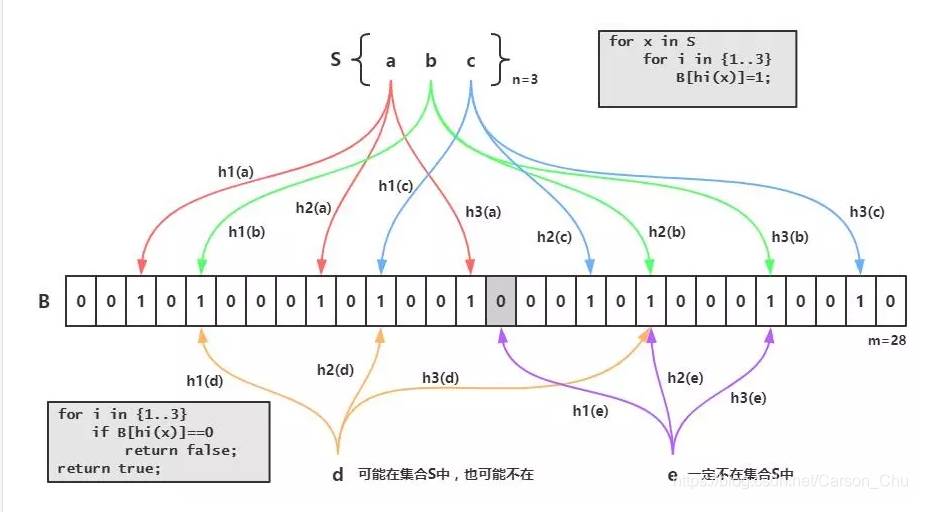 S { a b c } n=3
for x in S
for i in {1..3}
B[hi(x)]=1;
h1(a)
h1(b)
h2(a)
h1(c)
h3(a)
h2(c)
h2(b)
h3(b)
h3(c)
B 0 0 1 0 1 0 0 0 1 0 1 0 0 1 0 0 0 1 0 1 0 0 0 1 0 0 1 0
m=28
h1(d)
h2(d)
h3(d)
h1(e)
h2(e)
h3(e)
for i in {1..3}
if B[hi(x)]==0
return false;
return true;
d 可能在集合S中，也可能不在
e 一定不在集合S中
https://blog.csdn.net/Carson_Chu